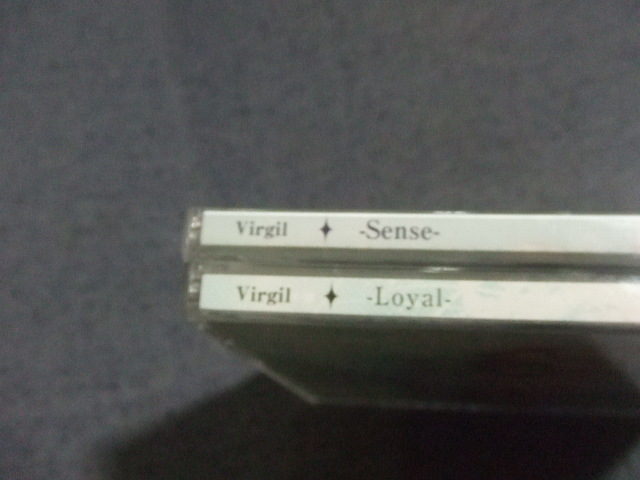 Virgil ✦ -Sense-
Virgil ✦ -Loyal-